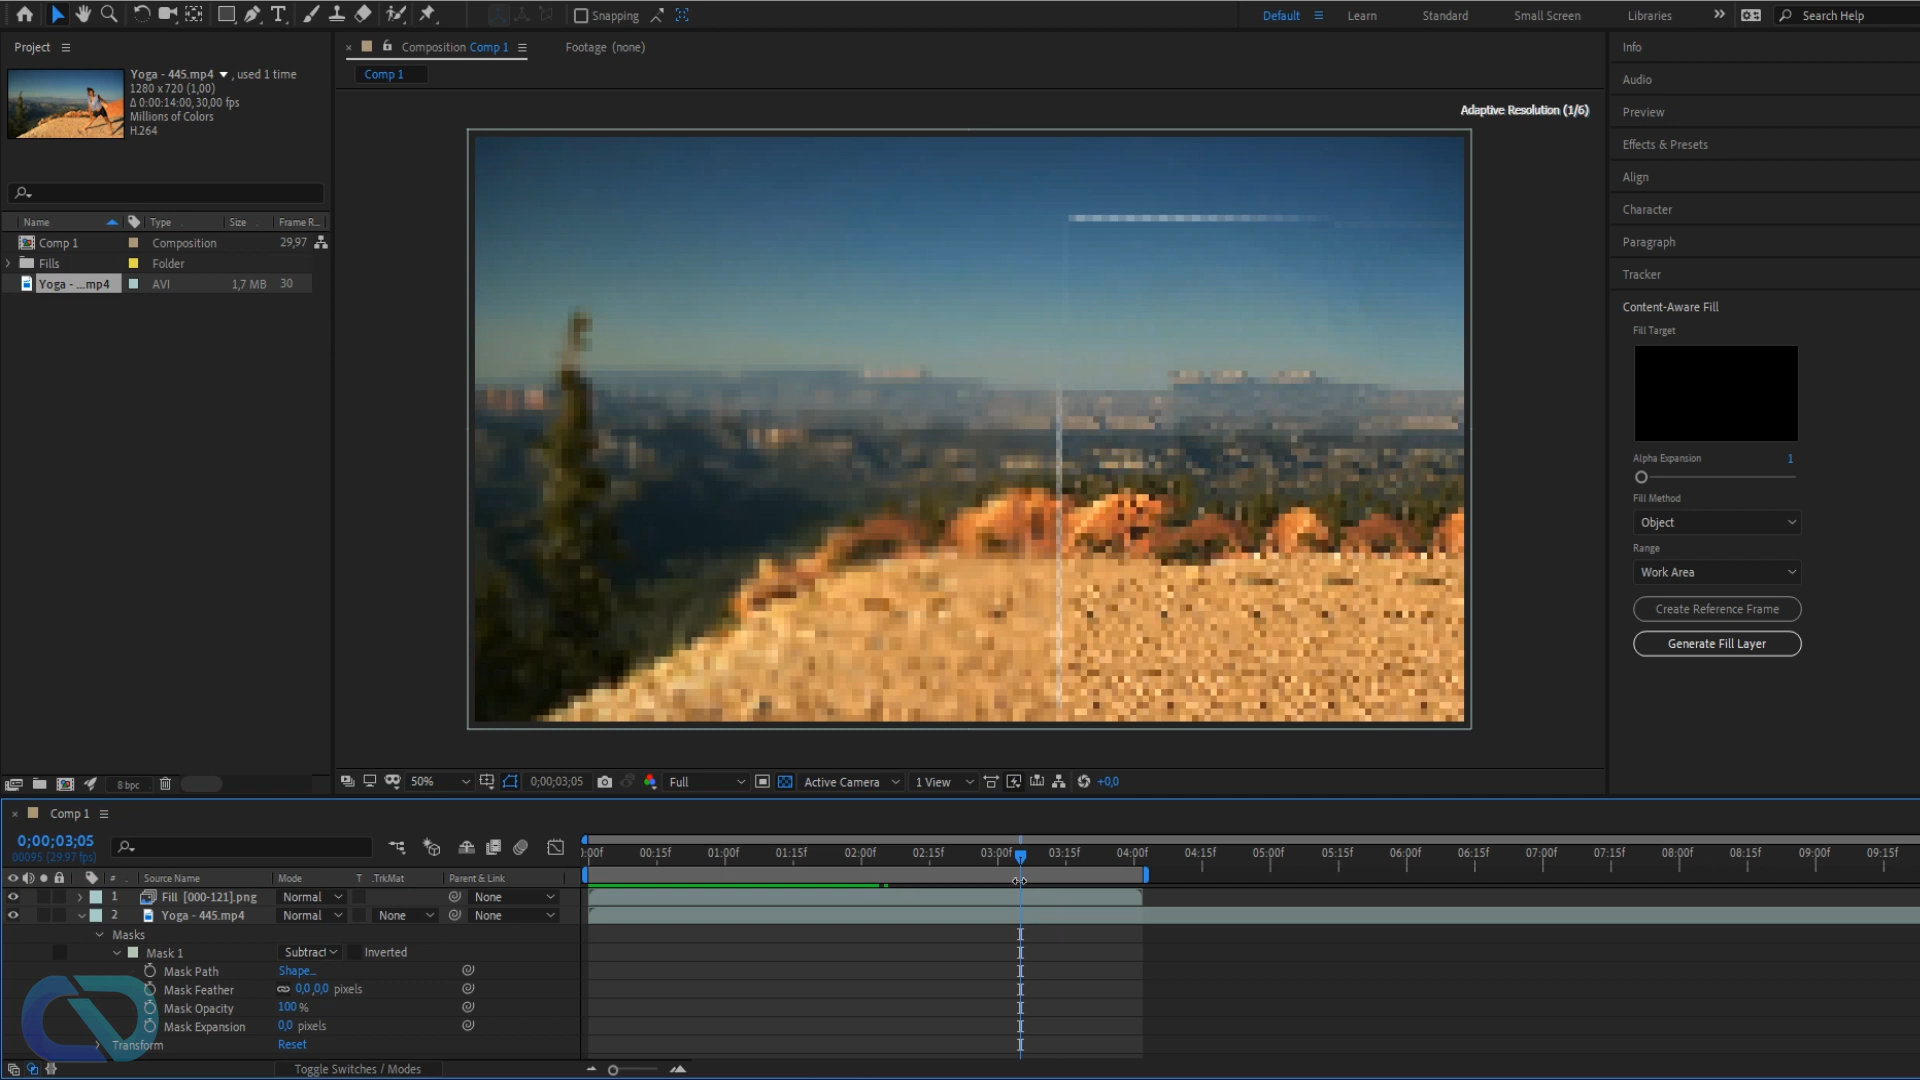 Snapping
Default
Learn
Standard
Small Screen
Libraries
Search Help
Project
Yoga - 445.mp4 , used 1 time
1280 x 720 (1,00)
Δ 0:00:14:00, 30,00 fps
Millions of Colors
H.264
Name Type Size Frame R...
Comp 1 Composition 29,97
Fills Folder
Yoga - ...mp4 AVI 1,7 MB 30
8 bpc
Composition Comp 1
Footage (none)
Comp 1
Adaptive Resolution (1/6)
50%
0;00;03;05
Full
Active Camera
1 View
+0,0
Info
Audio
Preview
Effects & Presets
Align
Character
Paragraph
Tracker
Content-Aware Fill
Fill Target
Alpha Expansion 1
Fill Method
Object
Range
Work Area
Create Reference Frame
Generate Fill Layer
Comp 1
0;00;03;05
00095 (29.97 fps)
# Source Name Mode T .TrkMat Parent & Link
:00f 00:15f 01:00f 01:15f 02:00f 02:15f 03:00f 03:15f 04:00f 04:15f 05:00f 05:15f 06:00f 06:15f 07:00f 07:15f 08:00f 08:15f 09:00f 09:15f
1 Fill [000-121].png Normal None
2 Yoga - 445.mp4 Normal None None
Masks
Mask 1 Subtract Inverted
Mask Path Shape...
Mask Feather 0,0,0,0 pixels
Mask Opacity 100 %
Mask Expansion 0,0 pixels
Transform Reset
Toggle Switches / Modes